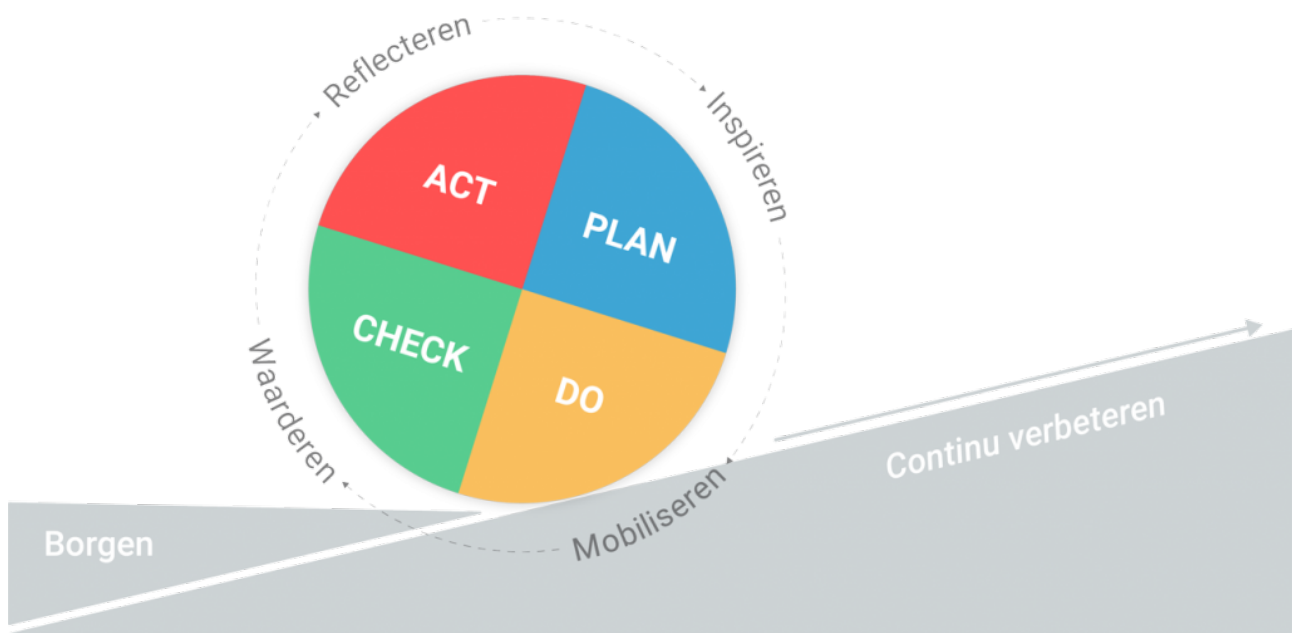 Reflecteren
Inspireren
ACT
PLAN
CHECK
DO
Waarderen
Mobiliseren
Continu verbeteren
Borgen